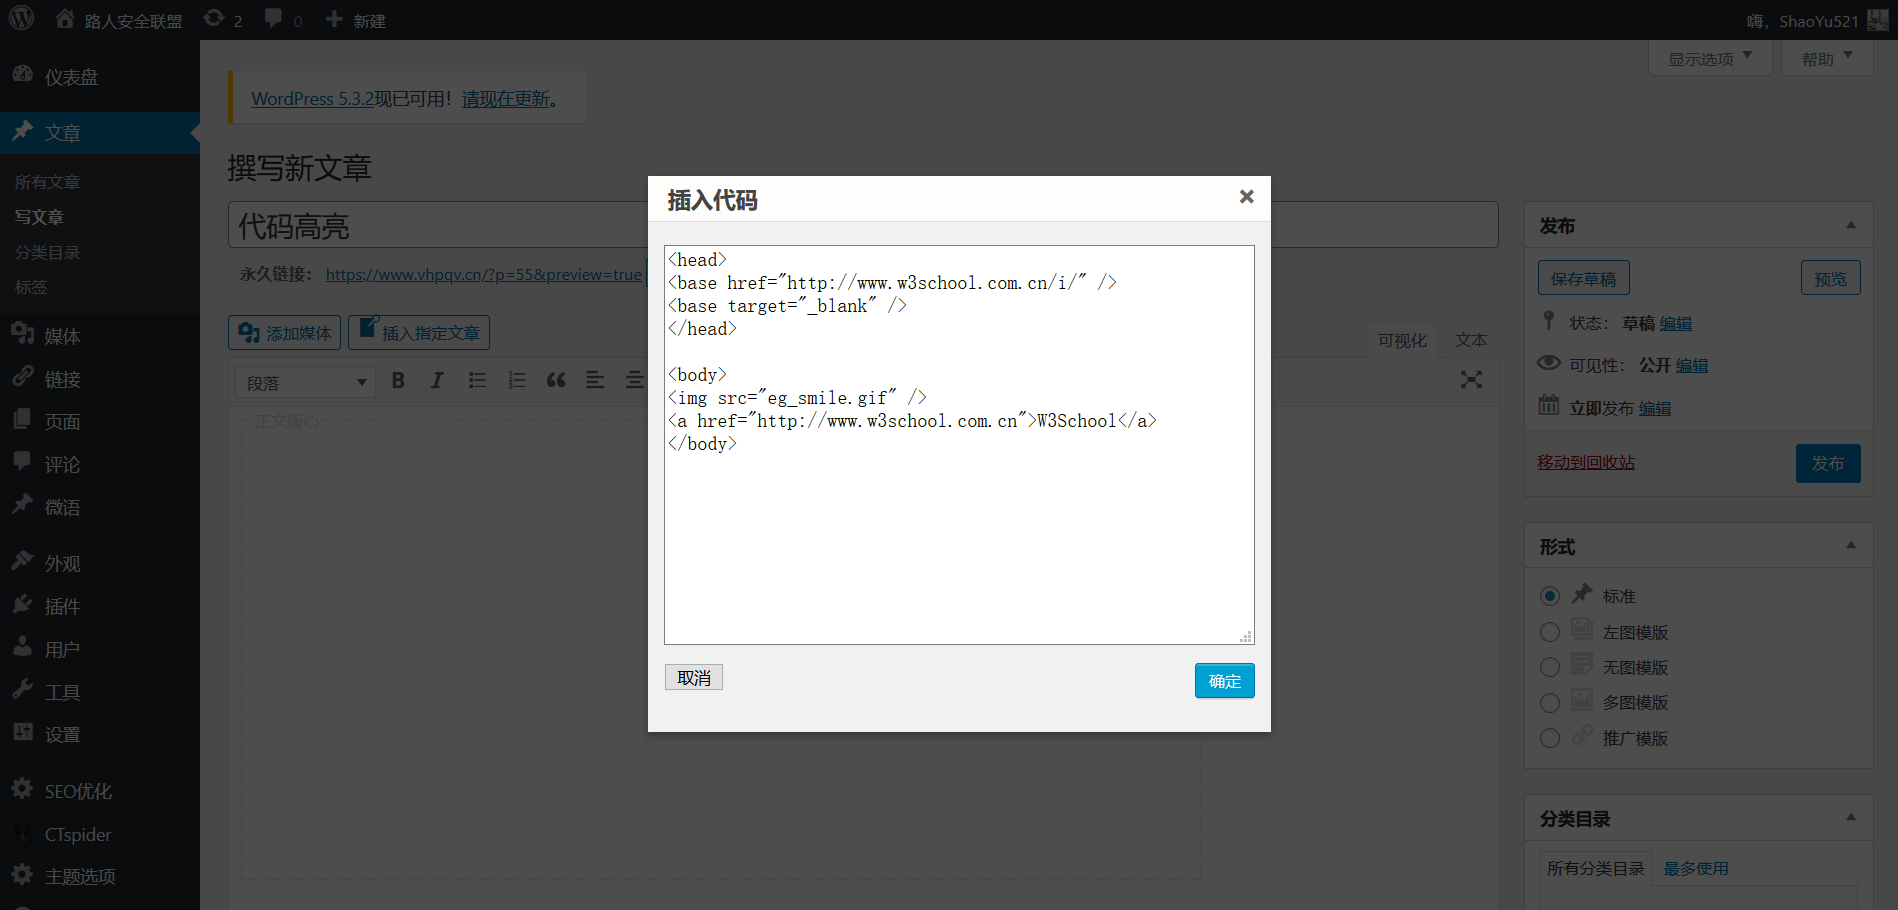 路人安全联盟 2 0 新建
嗨，ShaoYu521
仪表盘
文章
所有文章
写文章
分类目录
标签
媒体
链接
页面
评论
微语
外观
插件
用户
工具
设置
SEO优化
CTspider
主题选项
显示选项 帮助
WordPress 5.3.2现已可用！请现在更新。
撰写新文章
代码高亮
永久链接： https://www.vhpqv.cn/?p=55&preview=true
添加媒体 插入指定文章
可视化 文本
段落
正文版心
插入代码
<head>
<base href="http://www.w3school.com.cn/i/" />
<base target="_blank" />
</head>
<body>
<img src="eg_smile.gif" />
<a href="http://www.w3school.com.cn">W3School</a>
</body>
取消 确定
发布
保存草稿 预览
状态： 草稿 编辑
可见性： 公开 编辑
立即发布 编辑
移动到回收站 发布
形式
标准
左图模版
无图模版
多图模版
推广模版
分类目录
所有分类目录 最多使用